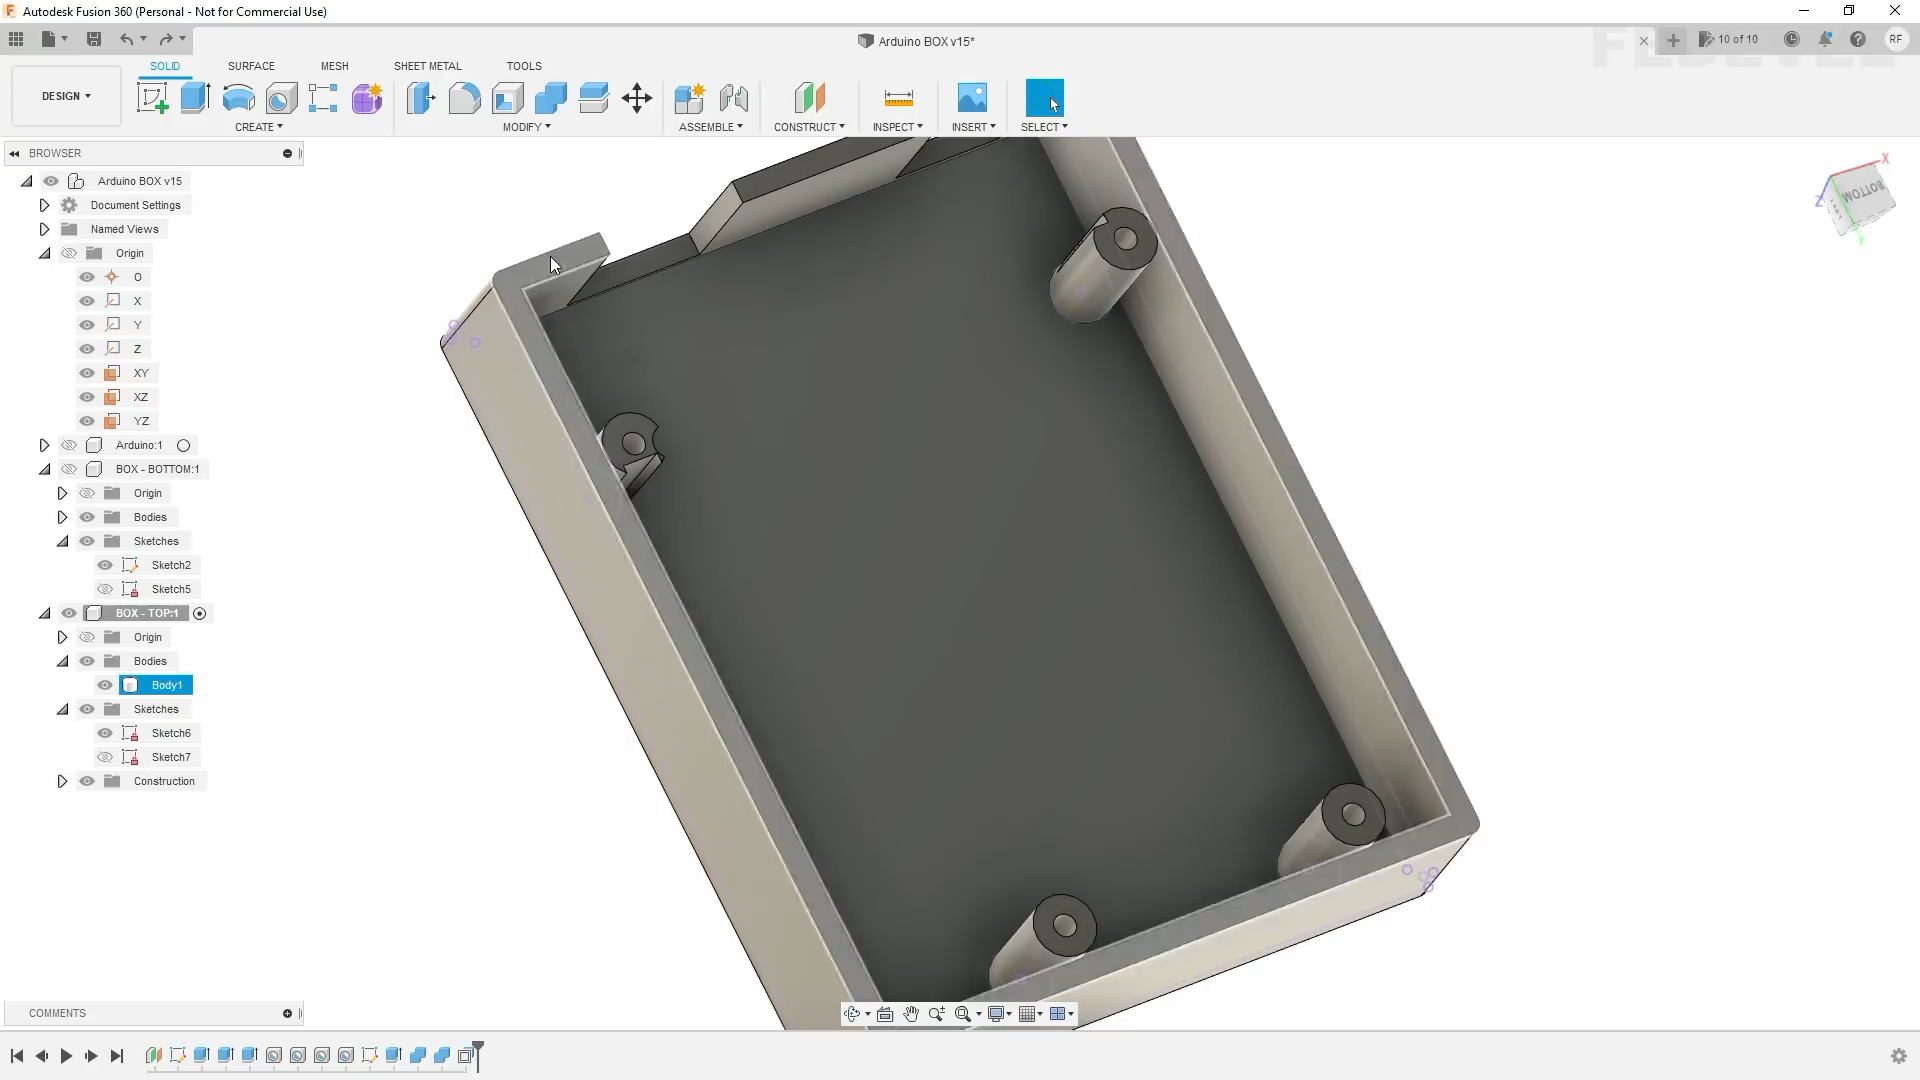 Autodesk Fusion 360 (Personal - Not for Commercial Use)
Arduino BOX v15*
10 of 10
RF
SOLID
SURFACE
MESH
SHEET METAL
TOOLS
DESIGN
CREATE
MODIFY
ASSEMBLE
CONSTRUCT
INSPECT
INSERT
SELECT
BROWSER
Arduino BOX v15
Document Settings
Named Views
Origin
O
X
Y
Z
XY
XZ
YZ
Arduino:1
BOX - BOTTOM:1
Origin
Bodies
Sketches
Sketch2
Sketch5
BOX - TOP:1
Origin
Bodies
Body1
Sketches
Sketch6
Sketch7
Construction
X
Z
BOTTOM
Y
COMMENTS